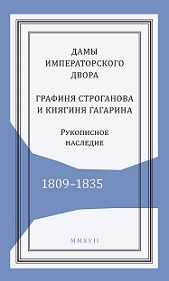 ДАМЫ
ИМПЕРАТОРСКОГО
ДВОРА
ГРАФИНЯ СТРОГАНОВА
И КНЯГИНЯ ГАГАРИНА
Рукописное
наследие
1809–1835
MMXVII